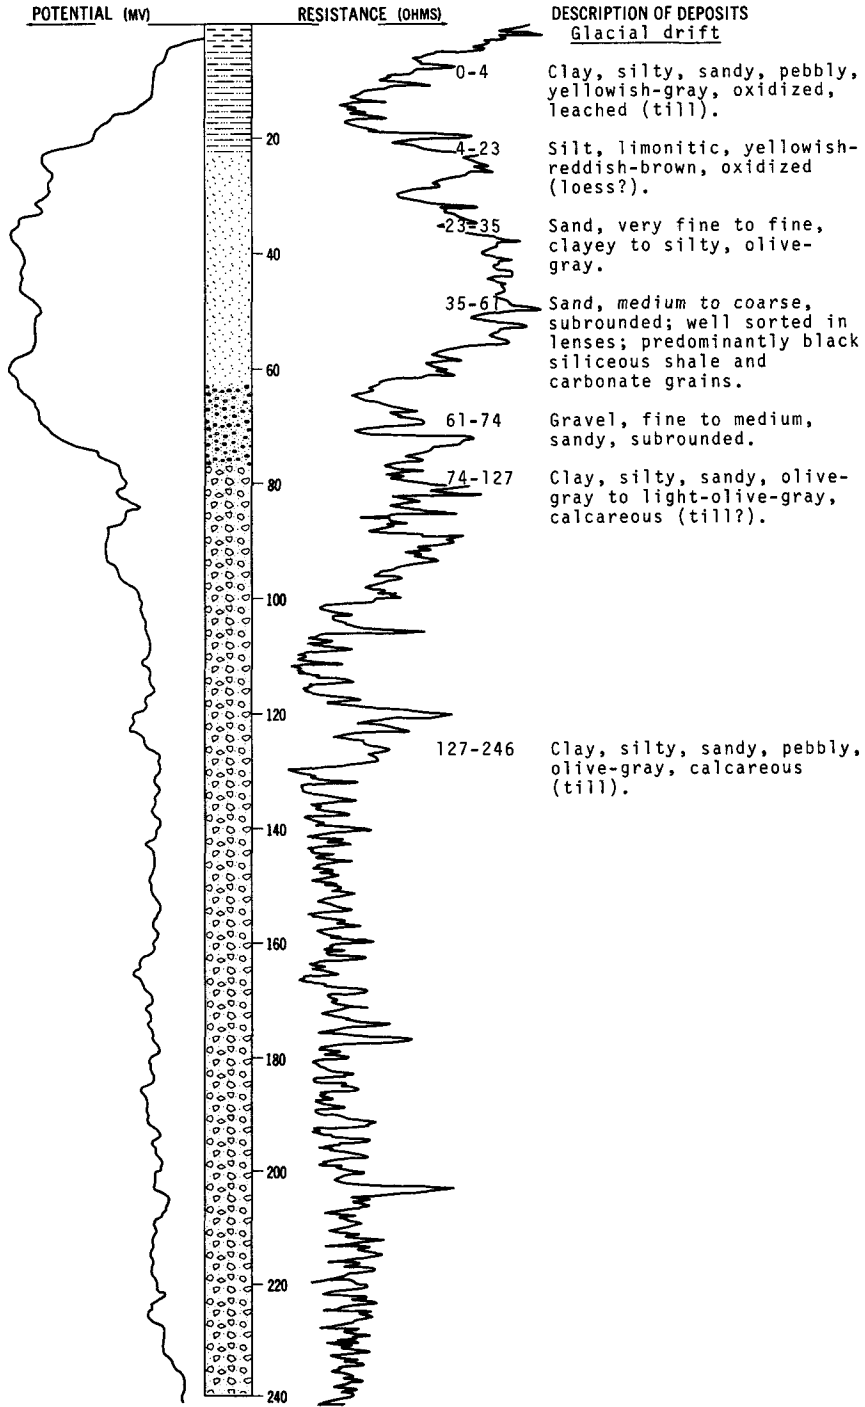 POTENTIAL (MV)
RESISTANCE (OHMS)
DESCRIPTION OF DEPOSITS
Glacial drift
0-4
Clay, silty, sandy, pebbly,
yellowish-gray, oxidized,
leached (till).
4-23
Silt, limonitic, yellowish-
reddish-brown, oxidized
(loess?).
23-35
Sand, very fine to fine,
clayey to silty, olive-
gray.
35-61
Sand, medium to coarse,
subrounded; well sorted in
lenses; predominantly black
siliceous shale and
carbonate grains.
61-74
Gravel, fine to medium,
sandy, subrounded.
74-127
Clay, silty, sandy, olive-
gray to light-olive-gray,
calcareous (till?).
127-246
Clay, silty, sandy, pebbly,
olive-gray, calcareous
(till).
20
40
60
80
100
120
140
160
180
200
220
240